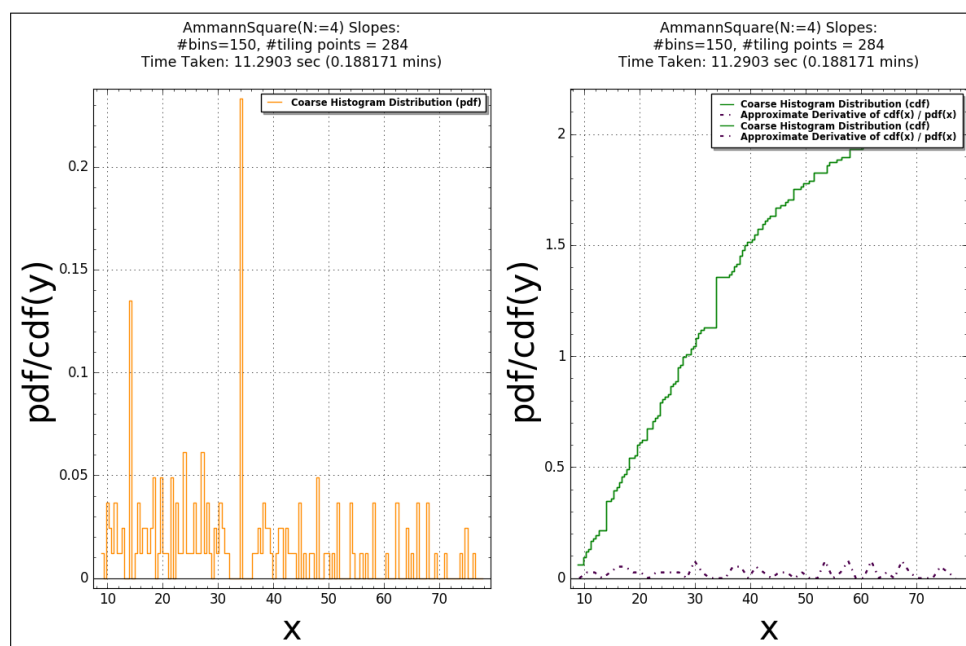 AmmannSquare(N:=4) Slopes:
#bins=150, #tiling points = 284
Time Taken: 11.2903 sec (0.188171 mins)
Coarse Histogram Distribution (pdf)
0.2
0.15
0.1
0.05
0
pdf/cdf(y)
10 20 30 40 50 60 70
x
AmmannSquare(N:=4) Slopes:
#bins=150, #tiling points = 284
Time Taken: 11.2903 sec (0.188171 mins)
Coarse Histogram Distribution (cdf)
Approximate Derivative of cdf(x) / pdf(x)
Coarse Histogram Distribution (cdf)
Approximate Derivative of cdf(x) / pdf(x)
2
1.5
1
0.5
0
pdf/cdf(y)
10 20 30 40 50 60 70
x